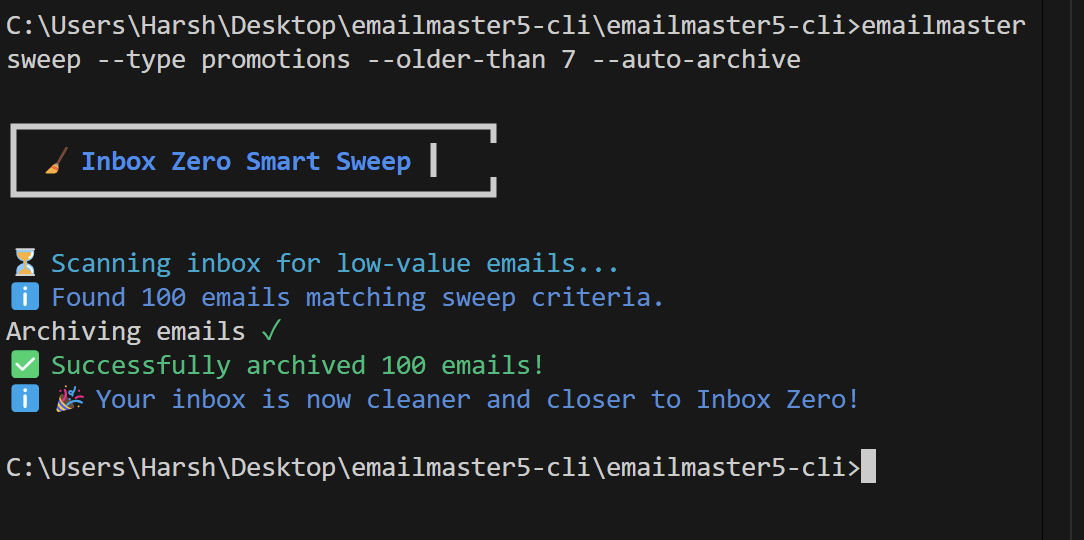 C:\Users\Harsh\Desktop\emailmaster5-cli\emailmaster5-cli>emailmaster
sweep --type promotions --older-than 7 --auto-archive
🧹 Inbox Zero Smart Sweep
⏳ Scanning inbox for low-value emails...
ℹ️ Found 100 emails matching sweep criteria.
Archiving emails ✓
✅ Successfully archived 100 emails!
ℹ️ 🎉 Your inbox is now cleaner and closer to Inbox Zero!
C:\Users\Harsh\Desktop\emailmaster5-cli\emailmaster5-cli>